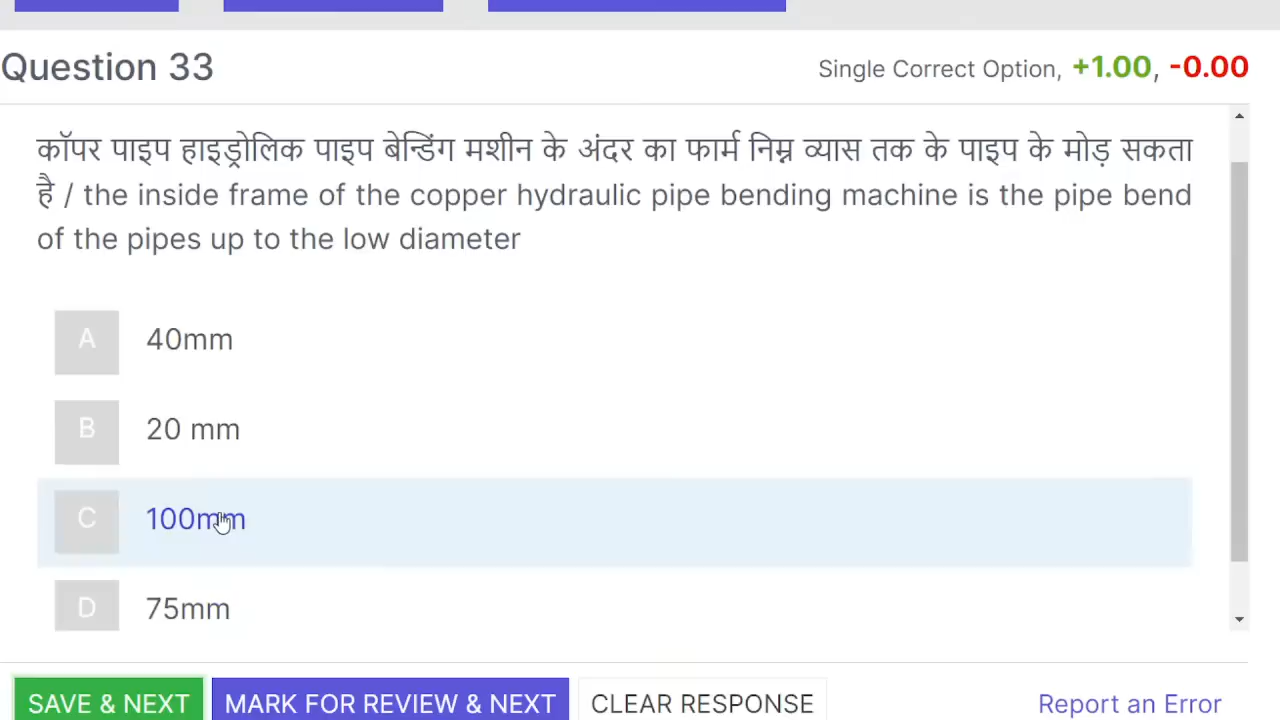 Question 33
Single Correct Option, +1.00, -0.00
कॉपर पाइप हाइड्रोलिक पाइप बेन्डिंग मशीन के अंदर का फार्म निम्न व्यास तक के पाइप के मोड़ सकता
है / the inside frame of the copper hydraulic pipe bending machine is the pipe bend
of the pipes up to the low diameter
A 40mm
B 20 mm
C 100mm
D 75mm
SAVE & NEXT MARK FOR REVIEW & NEXT CLEAR RESPONSE Report an Error